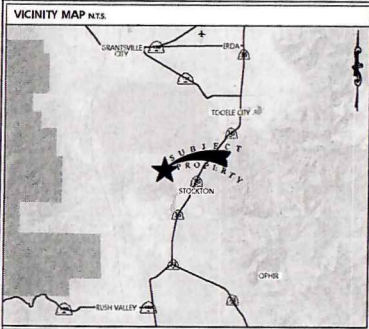 VICINITY MAP N.T.S.
GRANTSVILLE
CITY
ERDA
TOOELE CITY
SUBJECT
PROPERTY
STOCKTON
OPHIR
RUSH VALLEY